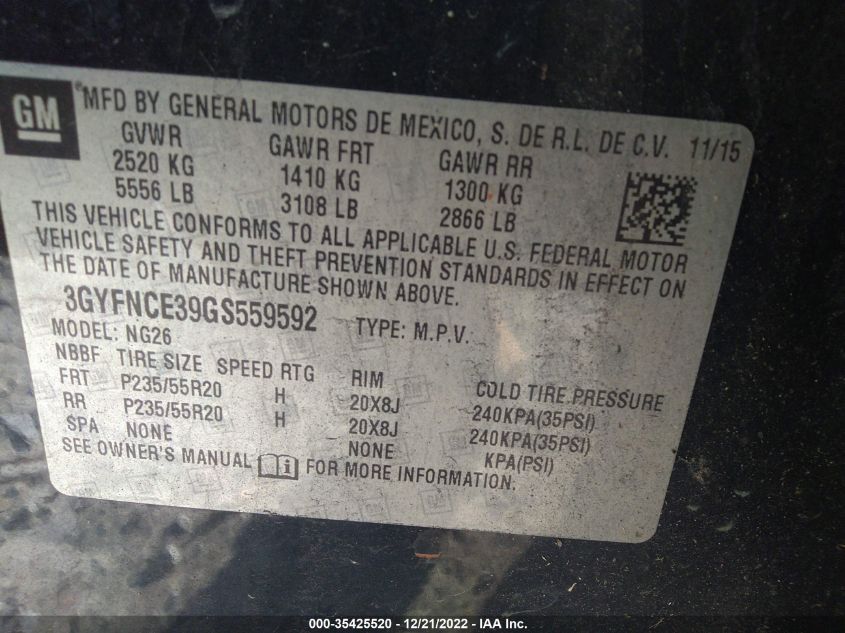 GM
®MFD BY GENERAL MOTORS DE MEXICO, S. DE R.L. DE C.V. 11/15
GVWR GAWR FRT GAWR RR
2520 KG 1410 KG 1300 KG
5556 LB 3108 LB 2866 LB
THIS VEHICLE CONFORMS TO ALL APPLICABLE U.S. FEDERAL MOTOR
VEHICLE SAFETY AND THEFT PREVENTION STANDARDS IN EFFECT ON
THE DATE OF MANUFACTURE SHOWN ABOVE.
3GYFNCE39GS559592 TYPE: M.P.V.
MODEL: NG26
NBBF TIRE SIZE SPEED RTG RIM COLD TIRE PRESSURE
FRT P235/55R20 H 20X8J 240KPA(35PSI)
RR P235/55R20 H 20X8J 240KPA(35PSI)
SPA NONE NONE KPA(PSI)
SEE OWNER'S MANUAL FOR MORE INFORMATION.
000-35425520 - 12/21/2022 - IAA Inc.